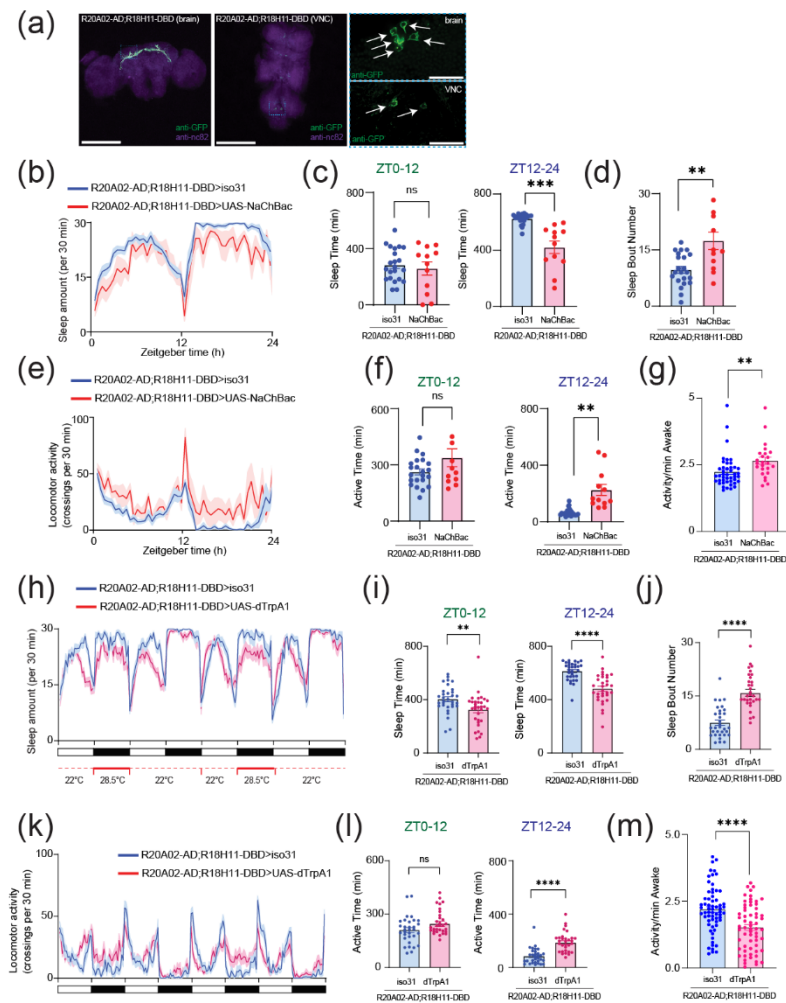 (a)
R20A02-AD;R18H11-DBD (brain)
R20A02-AD;R18H11-DBD (VNC)
brain
anti-GFP
VNC
anti-GFP
anti-nc82
anti-GFP
anti-nc82
anti-GFP
(b)
R20A02-AD;R18H11-DBD>iso31
R20A02-AD;R18H11-DBD>UAS-NaChBac
Sleep amount (per 30 min)
30
15
0
0
12
24
Zeitgeber time (h)
(c)
ZT0-12
ZT12-24
Sleep Time (min)
800
400
0
ns
iso31
NaChBac
R20A02-AD;R18H11-DBD
Sleep Time (min)
800
400
0
***
iso31
NaChBac
R20A02-AD;R18H11-DBD
(d)
Sleep Bout Number
30
15
0
**
iso31
NaChBac
R20A02-AD;R18H11-DBD
(e)
R20A02-AD;R18H11-DBD>iso31
R20A02-AD;R18H11-DBD>UAS-NaChBac
Locomotor activity
(crossings per 30 min)
100
50
0
0
12
24
Zeitgeber time (h)
(f)
ZT0-12
ZT12-24
Active Time (min)
600
300
0
ns
iso31
NaChBac
R20A02-AD;R18H11-DBD
Active Time (min)
600
300
0
**
iso31
NaChBac
R20A02-AD;R18H11-DBD
(g)
Activity/min Awake
5
2.5
0
**
iso31
NaChBac
R20A02-AD;R18H11-DBD
(h)
R20A02-AD;R18H11-DBD>iso31
R20A02-AD;R18H11-DBD>UAS-dTrpA1
Sleep amount (per 30 min)
30
15
0
22°C
28.5°C
22°C
22°C
28.5°C
22°C
(i)
ZT0-12
ZT12-24
Sleep Time (min)
800
400
0
**
iso31
dTrpA1
R20A02-AD;R18H11-DBD
Sleep Time (min)
800
400
0
****
iso31
dTrpA1
R20A02-AD;R18H11-DBD
(j)
Sleep Bout Number
30
15
0
****
iso31
dTrpA1
R20A02-AD;R18H11-DBD
(k)
R20A02-AD;R18H11-DBD>iso31
R20A02-AD;R18H11-DBD>UAS-dTrpA1
Locomotor activity
(crossings per 30 min)
100
50
0
(l)
ZT0-12
ZT12-24
Active Time (min)
600
400
200
0
ns
iso31
dTrpA1
R20A02-AD;R18H11-DBD
Active Time (min)
600
400
200
0
****
iso31
dTrpA1
R20A02-AD;R18H11-DBD
(m)
Activity/min Awake
5.0
2.5
0
****
iso31
dTrpA1
R20A02-AD;R18H11-DBD